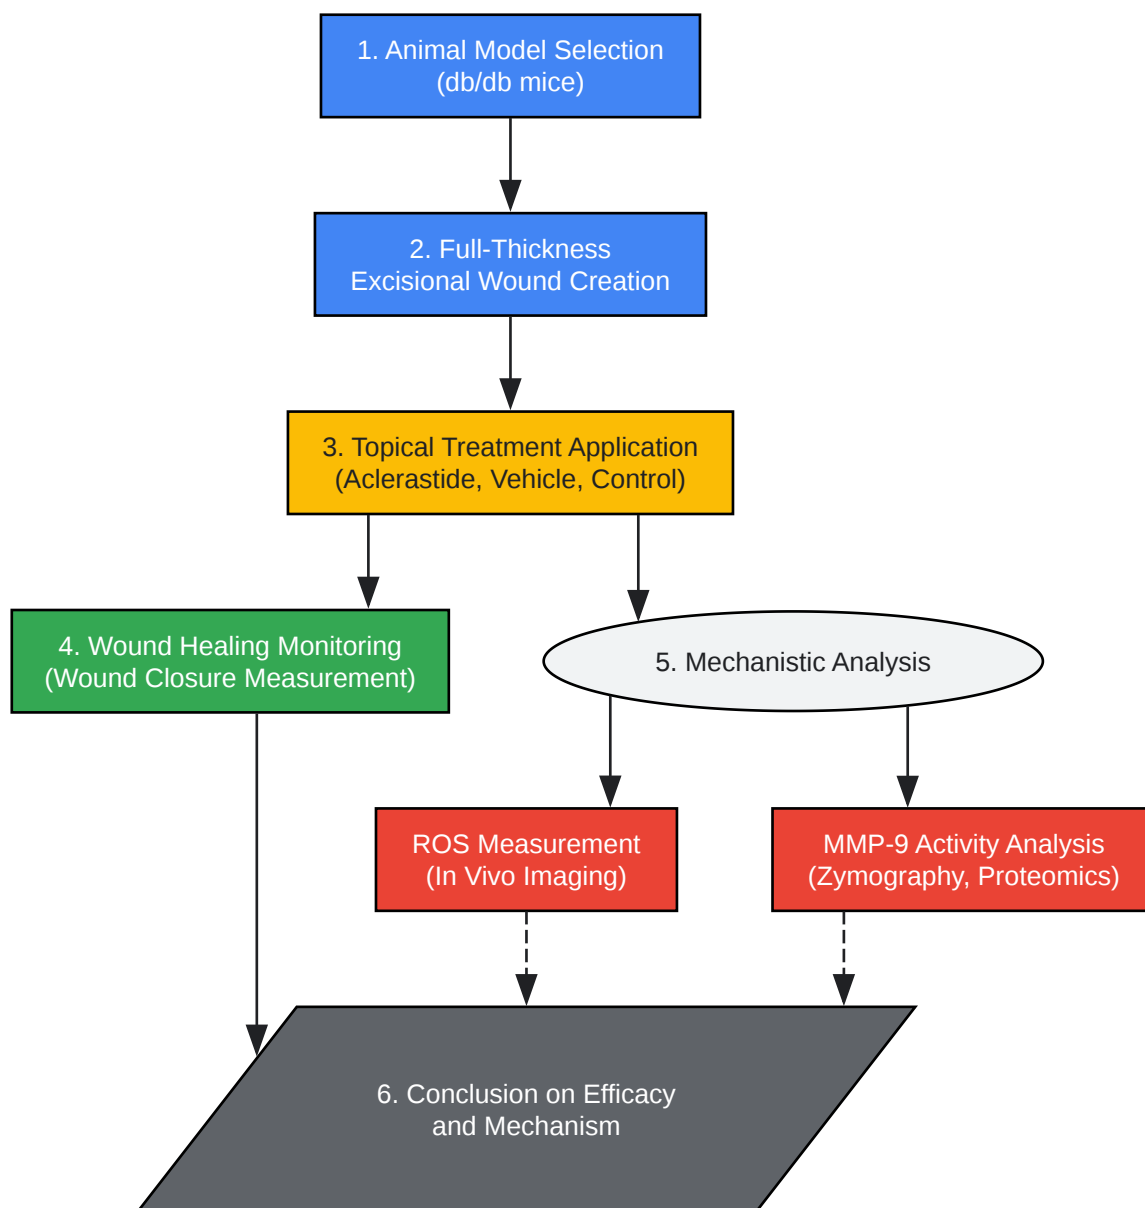 1. Animal Model Selection
(db/db mice)
2. Full-Thickness
Excisional Wound Creation
3. Topical Treatment Application
(Aclerastide, Vehicle, Control)
4. Wound Healing Monitoring
(Wound Closure Measurement)
5. Mechanistic Analysis
ROS Measurement
(In Vivo Imaging)
MMP-9 Activity Analysis
(Zymography, Proteomics)
6. Conclusion on Efficacy
and Mechanism